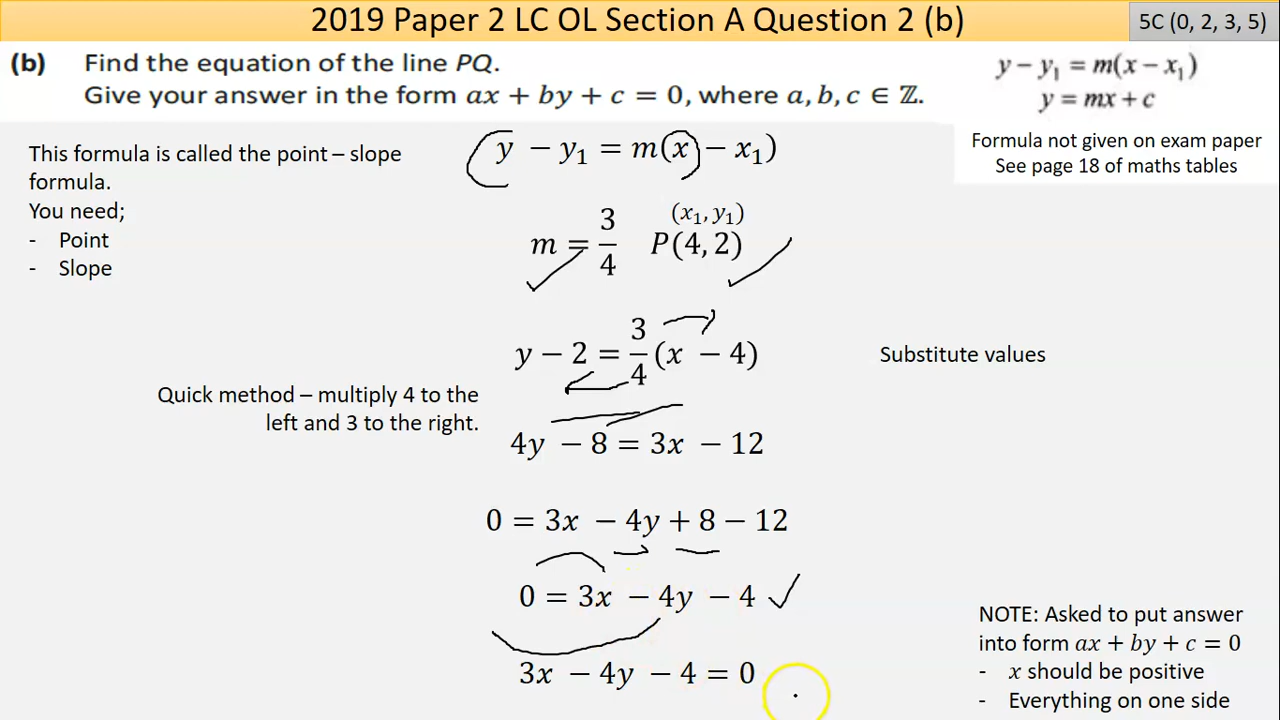 2019 Paper 2 LC OL Section A Question 2 (b)
5C (0, 2, 3, 5)
(b) Find the equation of the line PQ.
Give your answer in the form ax + by + c = 0, where a, b, c ∈ ℤ.
y − y₁ = m(x − x₁)
y = mx + c
Formula not given on exam paper
See page 18 of maths tables
This formula is called the point – slope
formula.
You need;
- Point
- Slope
y − y₁ = m(x − x₁)
(x₁, y₁)
m = 3/4 P(4, 2)
y − 2 = 3/4 (x − 4)
Substitute values
Quick method – multiply 4 to the
left and 3 to the right.
4y − 8 = 3x − 12
0 = 3x − 4y + 8 − 12
0 = 3x − 4y − 4
3x − 4y − 4 = 0
NOTE: Asked to put answer
into form ax + by + c = 0
- x should be positive
- Everything on one side